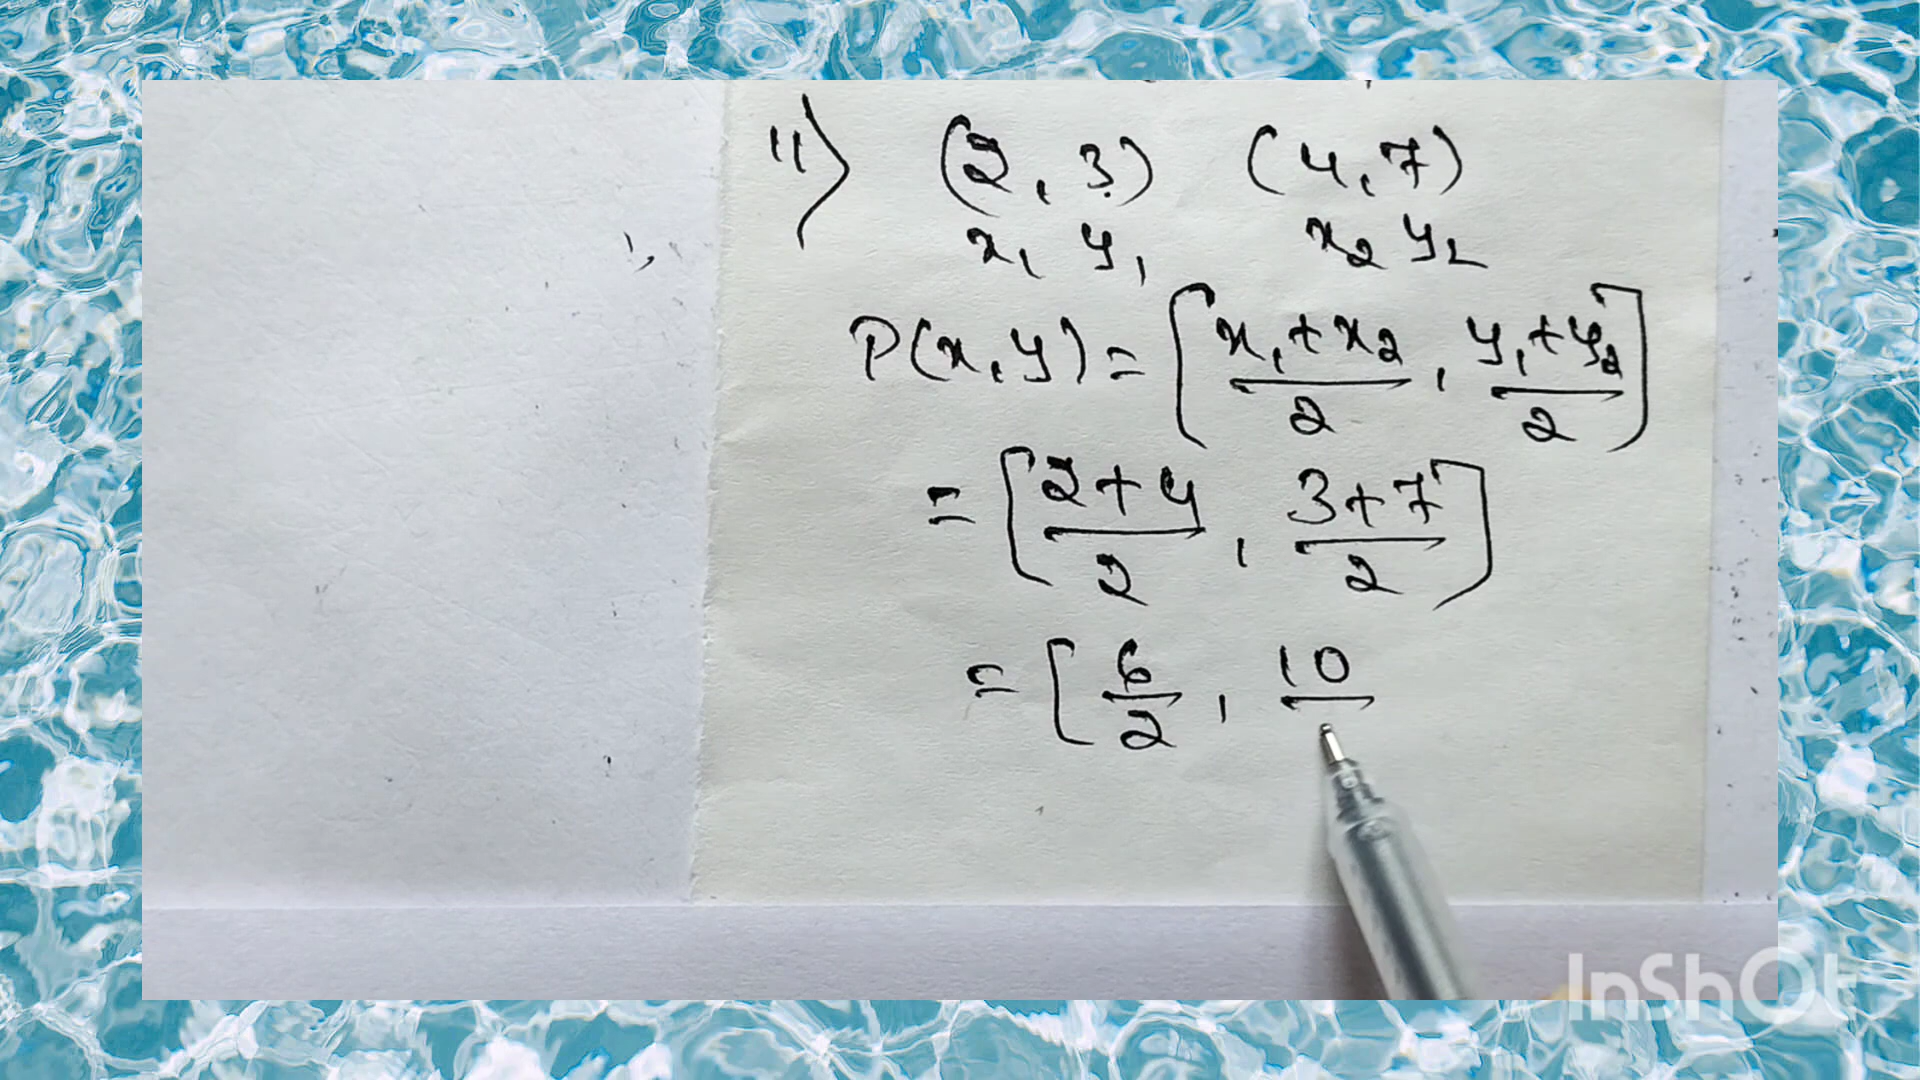 11) (2, 3) (4, 7)
x₁ y₁ x₂ y₂
P(x, y) = [x₁+x₂/2, y₁+y₂/2]
= [2+4/2, 3+7/2]
= [6/2, 10/
InShOt